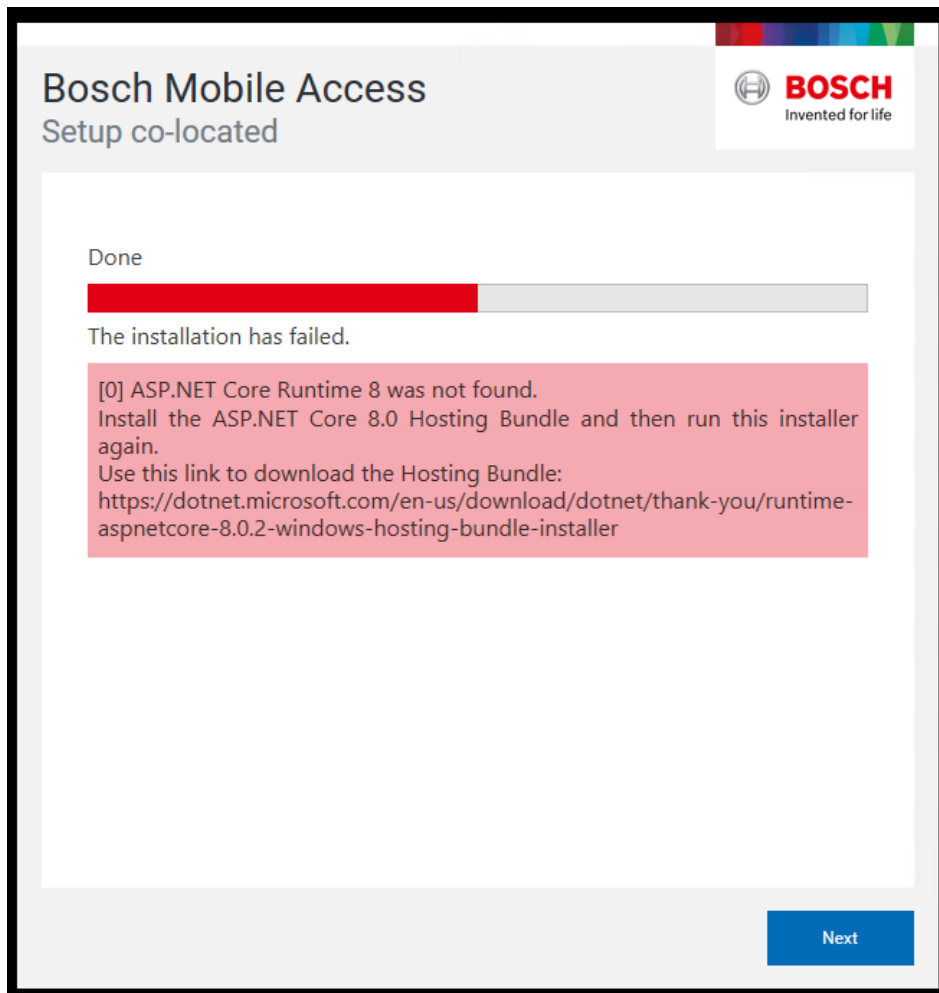 Bosch Mobile Access
Setup co-located
BOSCH
Invented for life
Done
The installation has failed.
[0] ASP.NET Core Runtime 8 was not found.
Install the ASP.NET Core 8.0 Hosting Bundle and then run this installer
again.
Use this link to download the Hosting Bundle:
https://dotnet.microsoft.com/en-us/download/dotnet/thank-you/runtime-
aspnetcore-8.0.2-windows-hosting-bundle-installer
Next